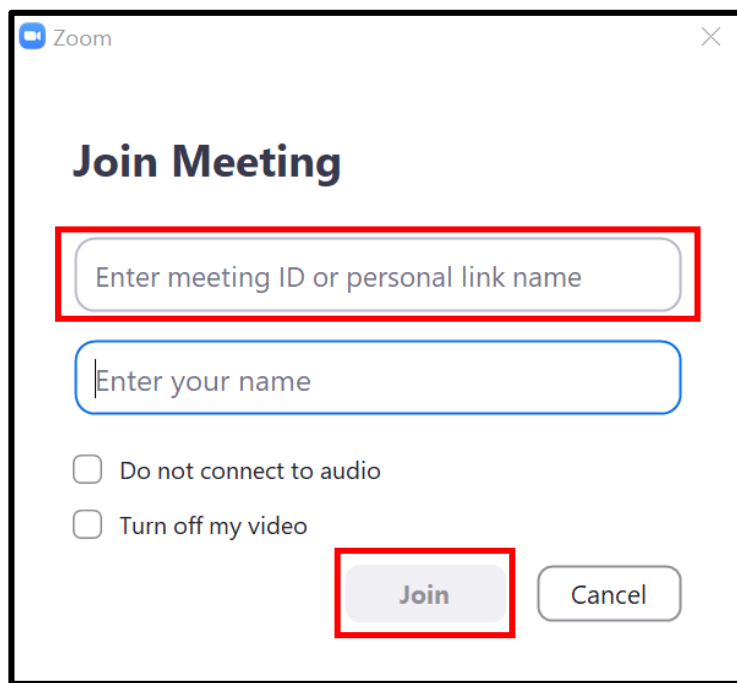 Zoom
Join Meeting
Enter meeting ID or personal link name
Enter your name
Do not connect to audio
Turn off my video
Join Cancel